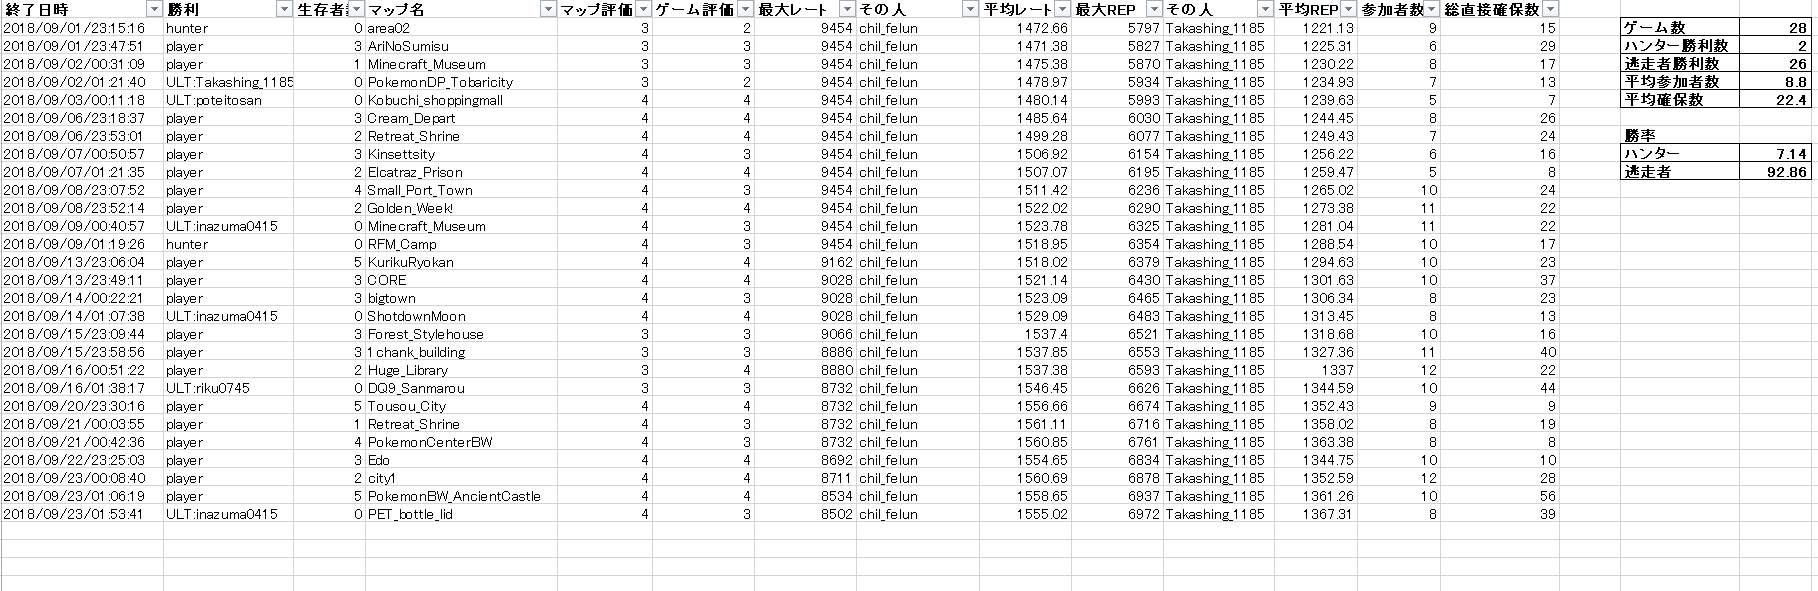 終了日時 勝利 生存者 マップ名 マップ評価 ゲーム評価 最大レート その人 平均レート 最大REP その人 平均REP 参加者数 総直接確保数
2018/09/01/23:15:16 hunter 0 area02 3 2 9454 chil_felun 1472.66 5797 Takashing_1185 1221.13 9 15
2018/09/01/23:47:51 player 3 AriNoSumisu 3 3 9454 chil_felun 1471.38 5827 Takashing_1185 1225.31 6 29
2018/09/02/00:31:09 player 1 Minecraft_Museum 3 3 9454 chil_felun 1475.38 5870 Takashing_1185 1230.22 8 17
2018/09/02/01:21:40 ULT:Takashing_1185 0 PokemonDP_Tobaricity 3 2 9454 chil_felun 1478.97 5934 Takashing_1185 1234.93 7 13
2018/09/03/00:11:18 ULT:poteitosan 0 Kobuchi_shoppingmall 4 4 9454 chil_felun 1480.14 5993 Takashing_1185 1239.63 5 7
2018/09/06/23:18:37 player 3 Cream_Depart 4 4 9454 chil_felun 1485.64 6030 Takashing_1185 1244.45 8 26
2018/09/06/23:53:01 player 2 Retreat_Shrine 4 4 9454 chil_felun 1499.28 6077 Takashing_1185 1249.43 7 24
2018/09/07/00:50:57 player 3 Kinsettsity 4 3 9454 chil_felun 1506.92 6154 Takashing_1185 1256.22 6 16
2018/09/07/01:21:35 player 2 Elcatraz_Prison 4 4 9454 chil_felun 1507.07 6195 Takashing_1185 1259.47 5 8
2018/09/08/23:07:52 player 4 Small_Port_Town 4 3 9454 chil_felun 1511.42 6236 Takashing_1185 1265.02 10 24
2018/09/08/23:52:14 player 2 Golden_Week! 4 4 9454 chil_felun 1522.02 6290 Takashing_1185 1273.38 11 22
2018/09/09/00:40:57 ULT:inazuma0415 0 Minecraft_Museum 4 3 9454 chil_felun 1523.78 6325 Takashing_1185 1281.04 11 22
2018/09/09/01:19:26 hunter 0 RFM_Camp 4 3 9454 chil_felun 1518.95 6354 Takashing_1185 1288.54 10 17
2018/09/13/23:06:04 player 5 KurikuRyokan 4 4 9162 chil_felun 1518.02 6379 Takashing_1185 1294.63 10 23
2018/09/13/23:49:11 player 3 CORE 4 4 9028 chil_felun 1521.14 6430 Takashing_1185 1301.63 10 37
2018/09/14/00:22:21 player 3 bigtown 4 3 9028 chil_felun 1523.09 6465 Takashing_1185 1306.34 8 23
2018/09/14/01:07:38 ULT:inazuma0415 0 ShotdownMoon 4 4 9028 chil_felun 1529.09 6483 Takashing_1185 1313.45 8 13
2018/09/15/23:09:44 player 3 Forest_Stylehouse 3 3 9066 chil_felun 1537.4 6521 Takashing_1185 1318.68 10 16
2018/09/15/23:58:56 player 3 1chank_building 3 3 8886 chil_felun 1537.85 6553 Takashing_1185 1327.36 11 40
2018/09/16/00:51:22 player 2 Huge_Library 3 4 8880 chil_felun 1537.38 6593 Takashing_1185 1337 12 22
2018/09/16/01:38:17 ULT:riku0745 0 DQ9_Sanmarou 3 3 8732 chil_felun 1546.45 6626 Takashing_1185 1344.59 10 44
2018/09/20/23:30:16 player 5 Tousou_City 4 4 8732 chil_felun 1556.66 6674 Takashing_1185 1352.43 9 9
2018/09/21/00:03:55 player 1 Retreat_Shrine 4 4 8732 chil_felun 1561.11 6716 Takashing_1185 1358.02 8 19
2018/09/21/00:42:36 player 4 PokemonCenterBW 4 4 8732 chil_felun 1560.85 6761 Takashing_1185 1363.38 8 8
2018/09/22/23:25:03 player 3 Edo 4 4 8692 chil_felun 1554.65 6834 Takashing_1185 1344.75 10 10
2018/09/23/00:08:40 player 2 city1 4 4 8711 chil_felun 1560.69 6878 Takashing_1185 1352.59 12 28
2018/09/23/01:06:19 player 5 PokemonBW_AncientCastle 4 4 8534 chil_felun 1558.65 6937 Takashing_1185 1361.26 10 56
2018/09/23/01:53:41 ULT:inazuma0415 0 PET_bottle_lid 4 3 8502 chil_felun 1555.02 6972 Takashing_1185 1367.31 8 39
ゲーム数 28
ハンター勝利数 2
逃走者勝利数 26
平均参加者数 8.8
平均確保数 22.4
勝率
ハンター 7.14
逃走者 92.86